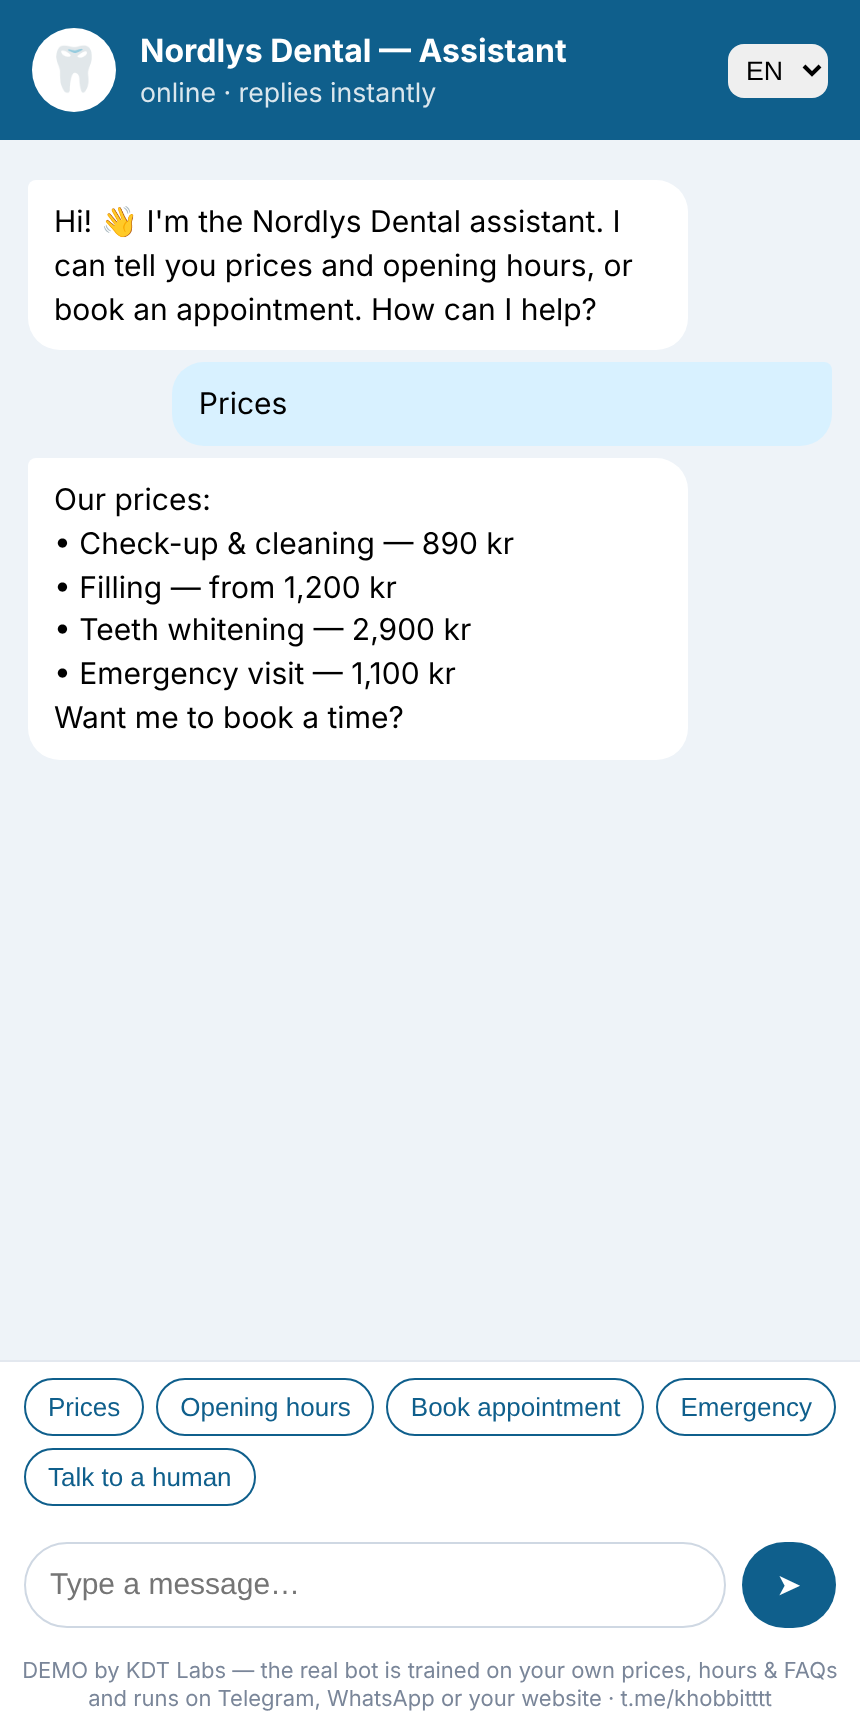 Nordlys Dental — Assistant
online · replies instantly
EN
Hi! 👋 I'm the Nordlys Dental assistant. I
can tell you prices and opening hours, or
book an appointment. How can I help?
Prices
Our prices:
• Check-up & cleaning — 890 kr
• Filling — from 1,200 kr
• Teeth whitening — 2,900 kr
• Emergency visit — 1,100 kr
Want me to book a time?
Prices
Opening hours
Book appointment
Emergency
Talk to a human
Type a message…
DEMO by KDT Labs — the real bot is trained on your own prices, hours & FAQs
and runs on Telegram, WhatsApp or your website · t.me/khobbitttt